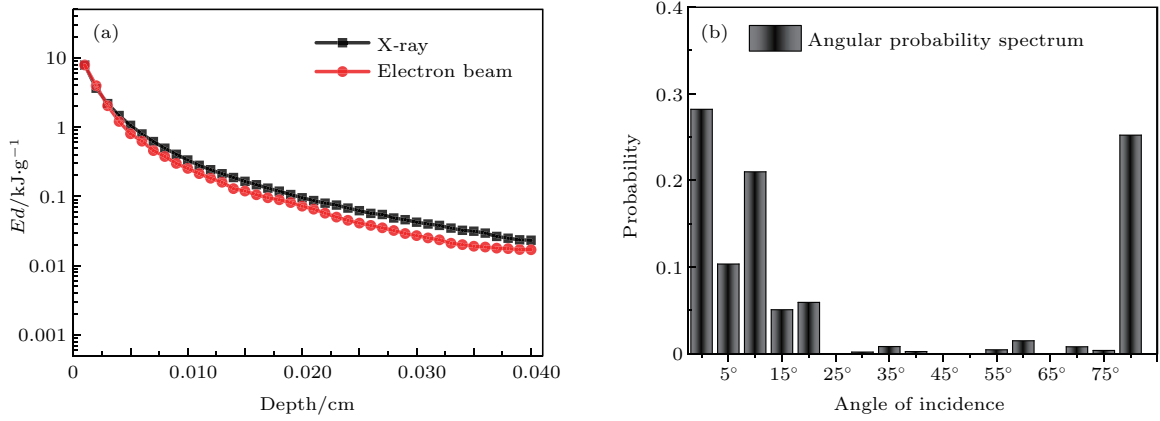 (a)
X-ray
Electron beam
10
1
0.1
0.01
0.001
Ed/kJ·g−1
0
0.010
0.020
0.030
0.040
Depth/cm
(b)
Angular probability spectrum
0.4
0.3
0.2
0.1
0
Probability
5°
15°
25°
35°
45°
55°
65°
75°
Angle of incidence